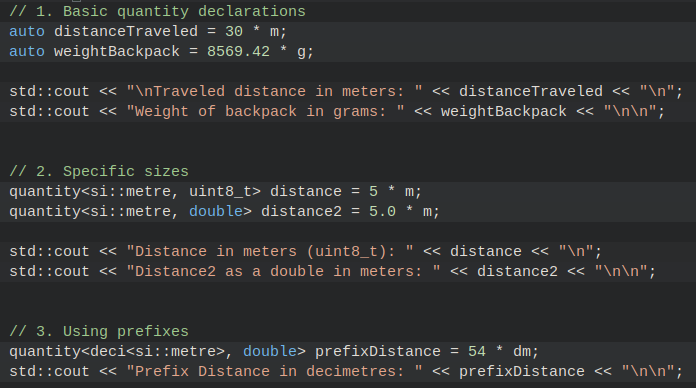 // 1. Basic quantity declarations
auto distanceTraveled = 30 * m;
auto weightBackpack = 8569.42 * g;
std::cout << "\nTraveled distance in meters: " << distanceTraveled << "\n";
std::cout << "Weight of backpack in grams: " << weightBackpack << "\n\n";
// 2. Specific sizes
quantity<si::metre, uint8_t> distance = 5 * m;
quantity<si::metre, double> distance2 = 5.0 * m;
std::cout << "Distance in meters (uint8_t): " << distance << "\n";
std::cout << "Distance2 as a double in meters: " << distance2 << "\n\n";
// 3. Using prefixes
quantity<deci<si::metre>, double> prefixDistance = 54 * dm;
std::cout << "Prefix Distance in decimetres: " << prefixDistance << "\n\n";